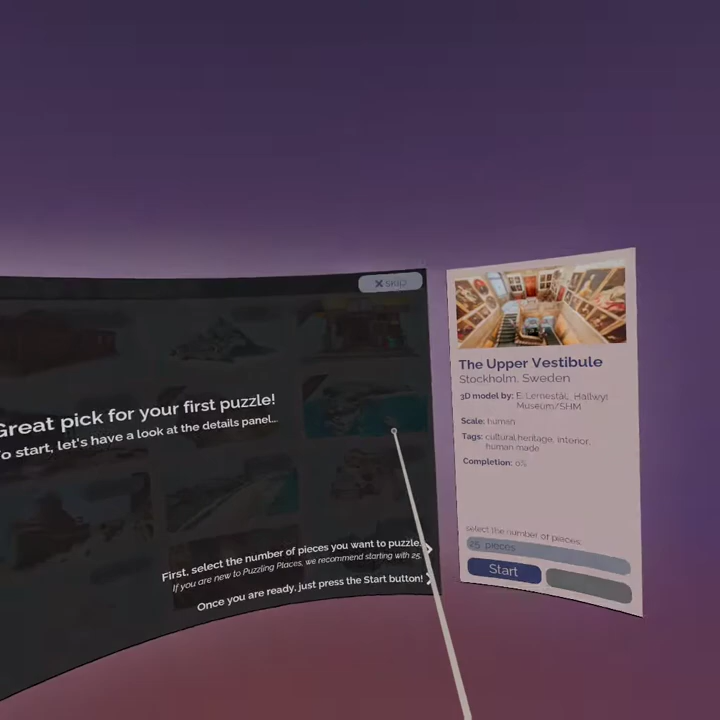 ✕ skip
Great pick for your first puzzle!
To start, let's have a look at the details panel...
First, select the number of pieces you want to puzzle.
If you are new to Puzzling Places, we recommend starting with 25.
Once you are ready, just press the Start button!
The Upper Vestibule
Stockholm, Sweden
3D model by: E. Lernestål, Hallwyl
Museum/SHM
Scale: human
Tags: cultural heritage, interior,
human made
Completion: 0%
select the number of pieces:
25 pieces
Start